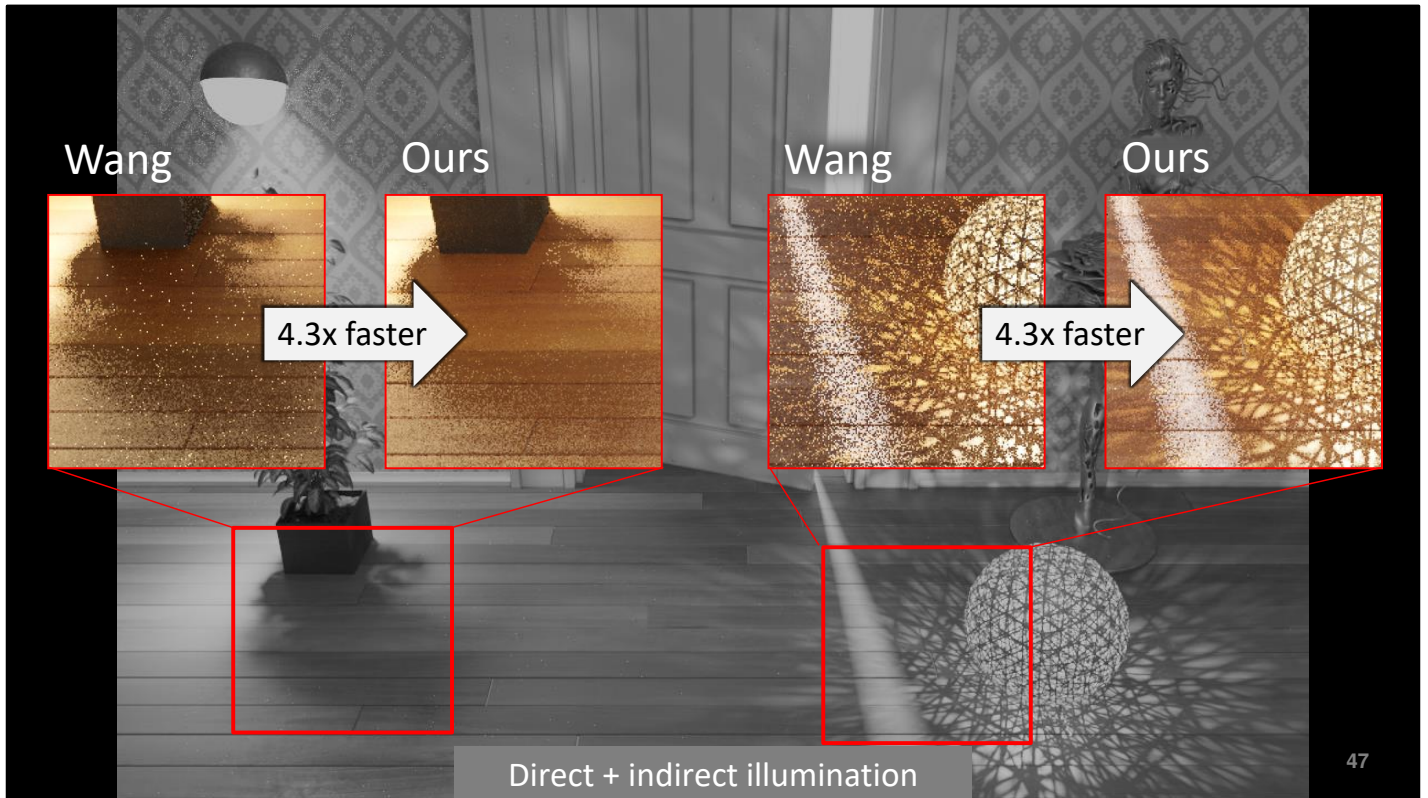 Wang
Ours
Wang
Ours
4.3x faster
4.3x faster
Direct + indirect illumination
47